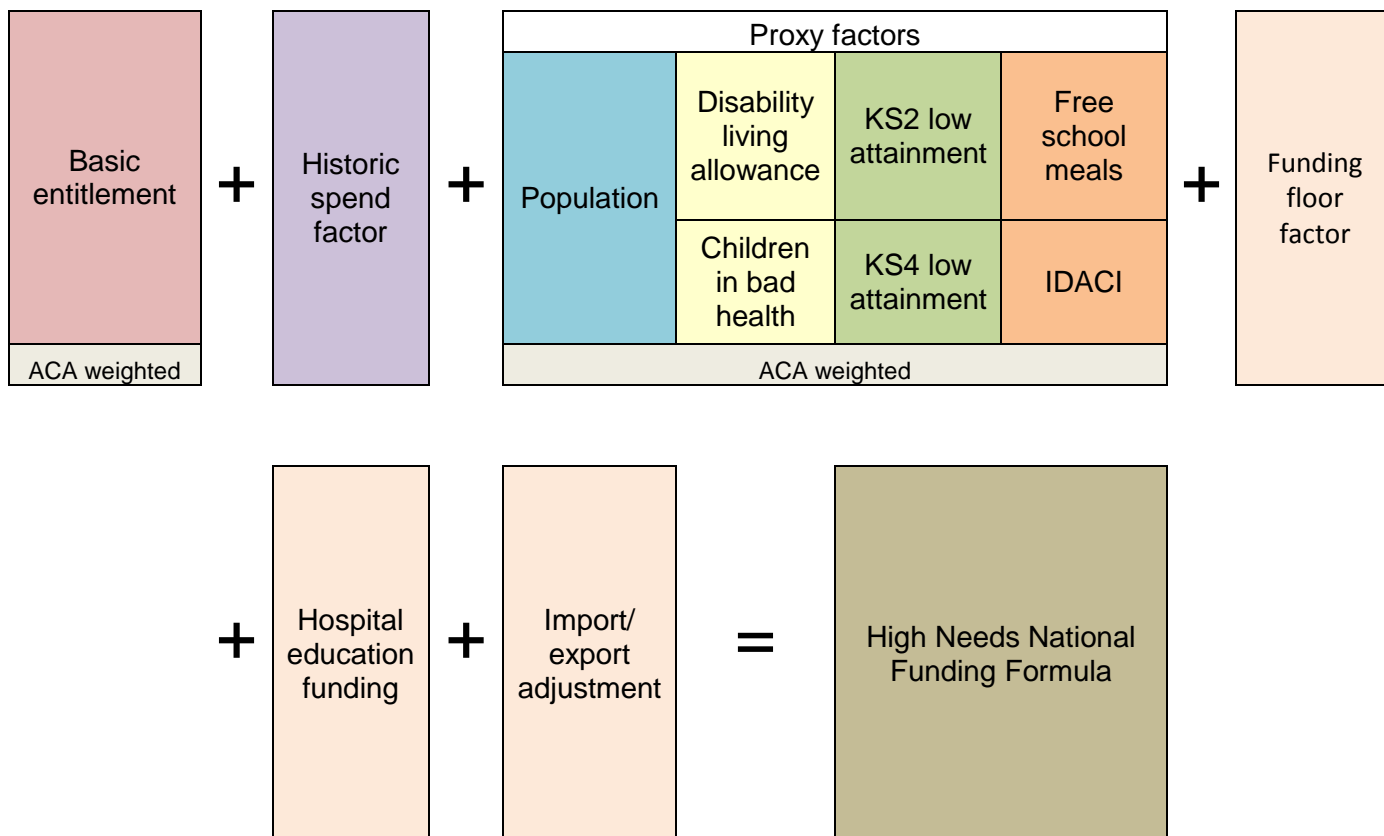 Basic
entitlement
ACA weighted
+
Historic
spend
factor
+
Proxy factors
Population
Disability
living
allowance
KS2 low
attainment
Free
school
meals
Children
in bad
health
KS4 low
attainment
IDACI
ACA weighted
+
Funding
floor
factor
+
Hospital
education
funding
+
Import/
export
adjustment
=
High Needs National
Funding Formula